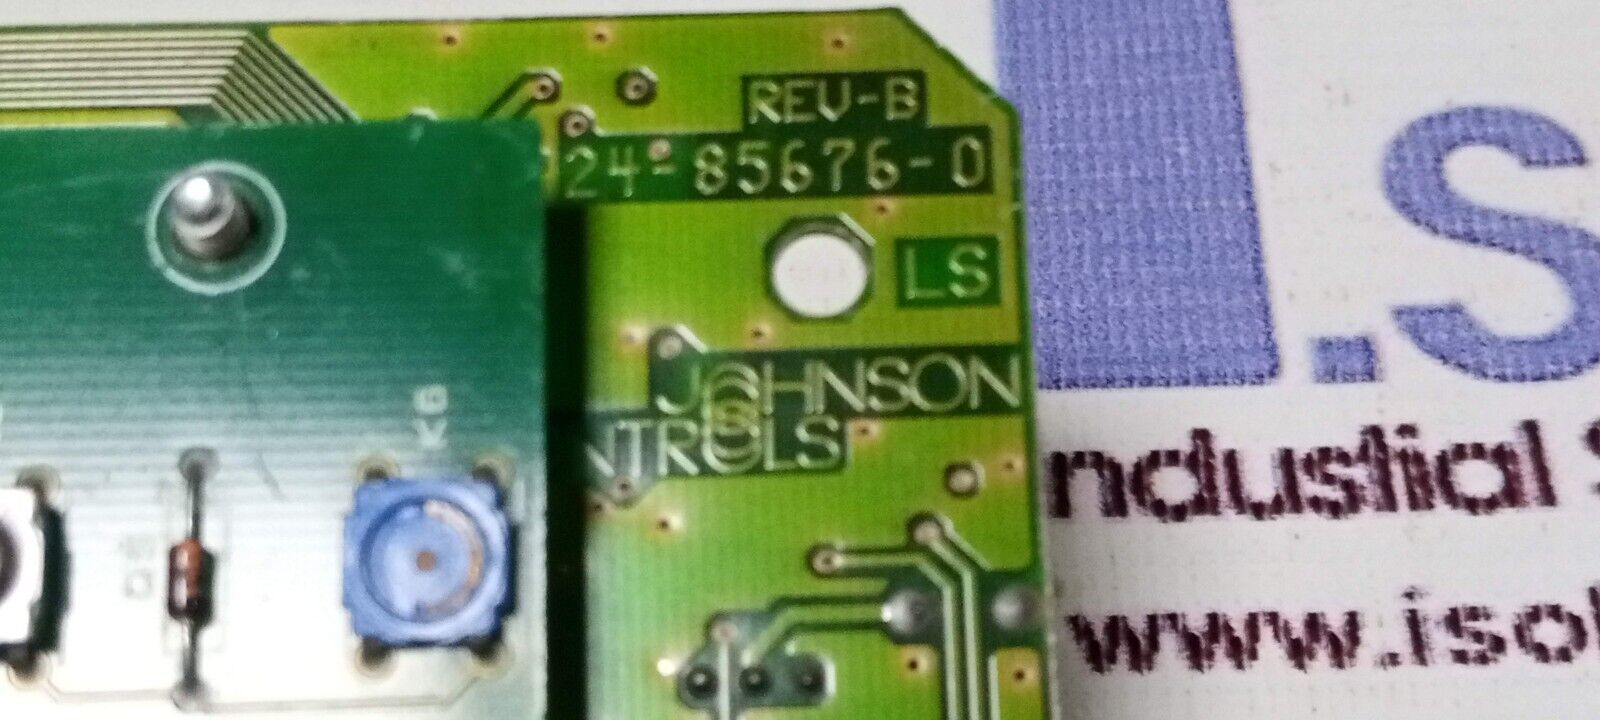 REV-B
24-85676-0
LS
JOHNSON
NTROLS
K6
.S
ndustial S
www.iso